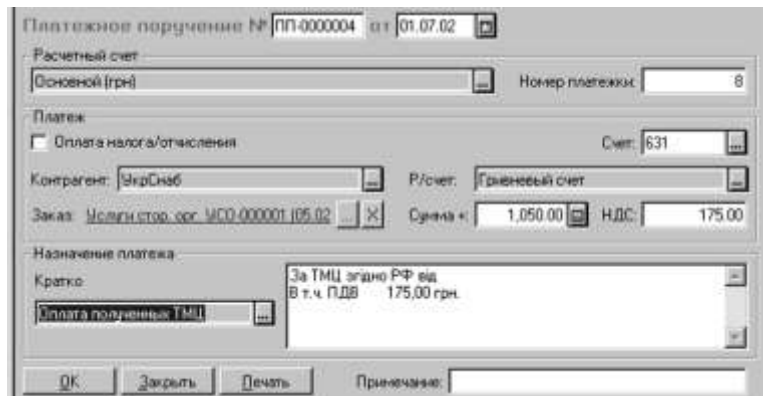 Платежное поручение № ПП-0000004 от 01.07.02
Расчетный счет
Основной (грн) ... Номер платежки: 8
Платеж
Оплата налога/отчисления Счет: 631 ...
Контрагент: УкрСнаб ... Р/счет: Гривневый счет ...
Заказ: Услуги стор. орг. УСО-000001 (05.02 ... X Сумма +: 1,050.00 НДС: 175.00
Назначение платежа
Кратко За ТМЦ згідно РФ від
В т.ч. ПДВ 175,00 грн.
Оплата полученных ТМЦ ...
OK Закрыть Печать Примечание: